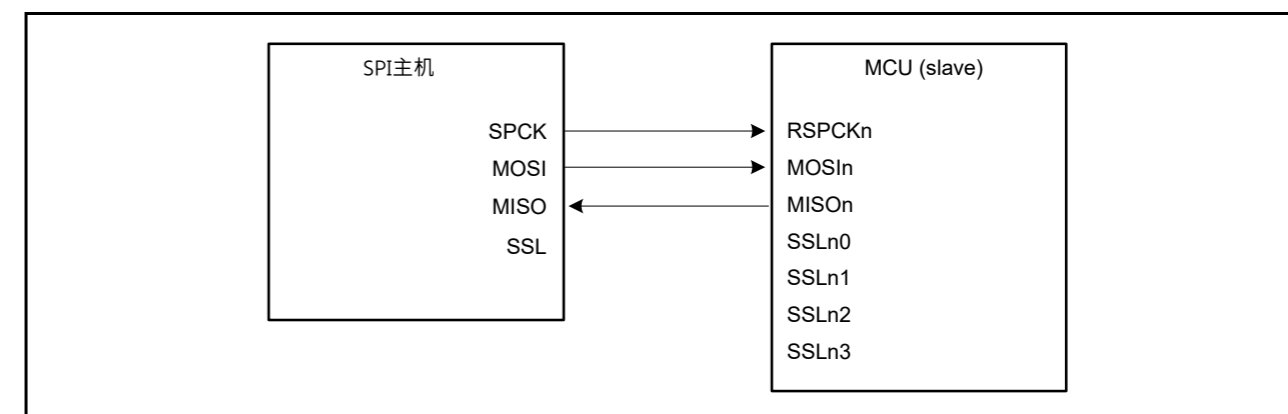 SPI主机
SPCK
MOSI
MISO
SSL
MCU (slave)
RSPCKn
MOSIn
MISOn
SSLn0
SSLn1
SSLn2
SSLn3